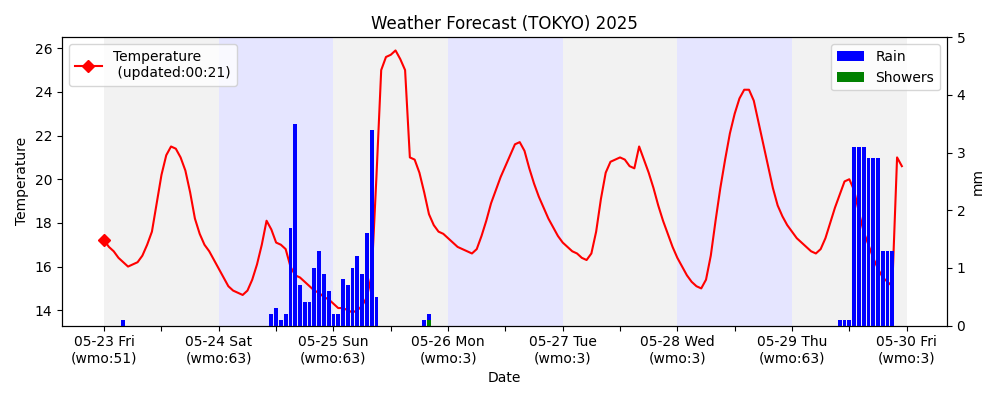 Weather Forecast (TOKYO) 2025
Temperature
(updated:00:21)
Rain
Showers
26
24
22
20
18
16
14
Temperature
5
4
3
2
1
0
mm
05-23 Fri
(wmo:51)
05-24 Sat
(wmo:63)
05-25 Sun
(wmo:63)
05-26 Mon
(wmo:3)
05-27 Tue
(wmo:3)
05-28 Wed
(wmo:3)
05-29 Thu
(wmo:63)
05-30 Fri
(wmo:3)
Date